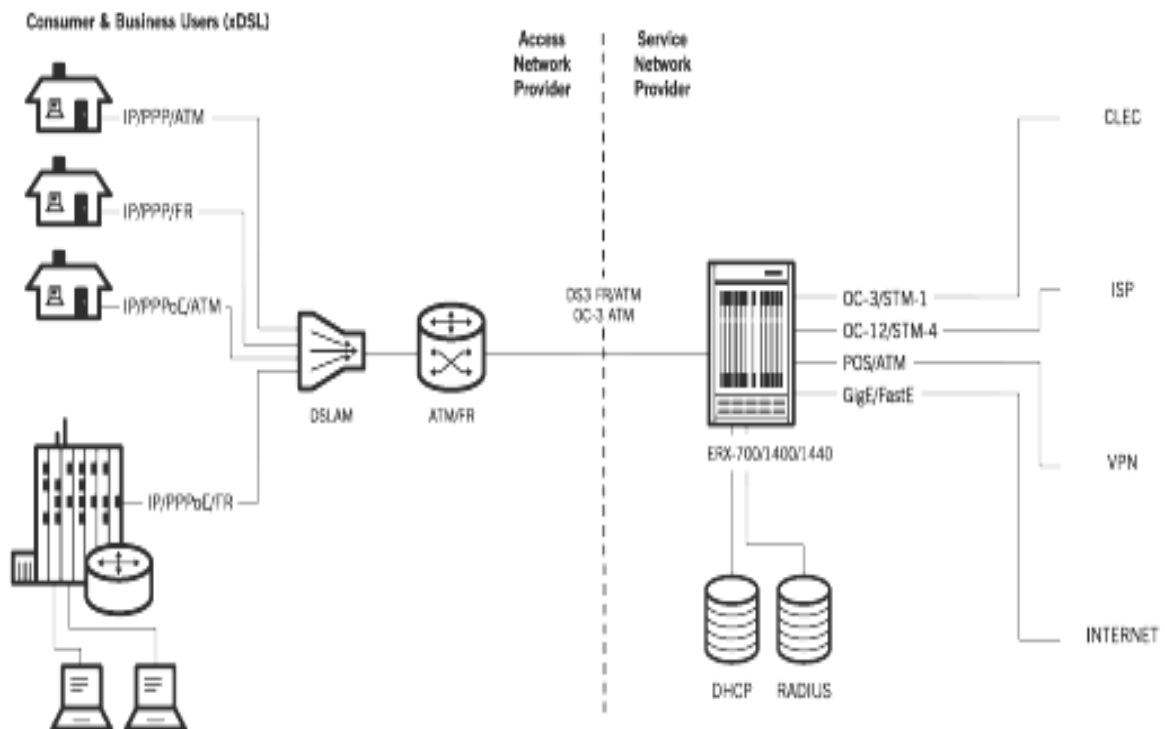 Consumer & Business Users (xDSL)
Access
Network
Provider
Service
Network
Provider
IP/PPP/ATM
IP/PPP/FR
IP/PPPoE/ATM
IP/PPPoE/FR
DSLAM
ATM/FR
DS3 FR/ATM
OC-3 ATM
OC-3/STM-1
OC-12/STM-4
POS/ATM
GigE/FastE
ERX-700/1400/1440
DHCP
RADIUS
CLEC
ISP
VPN
INTERNET